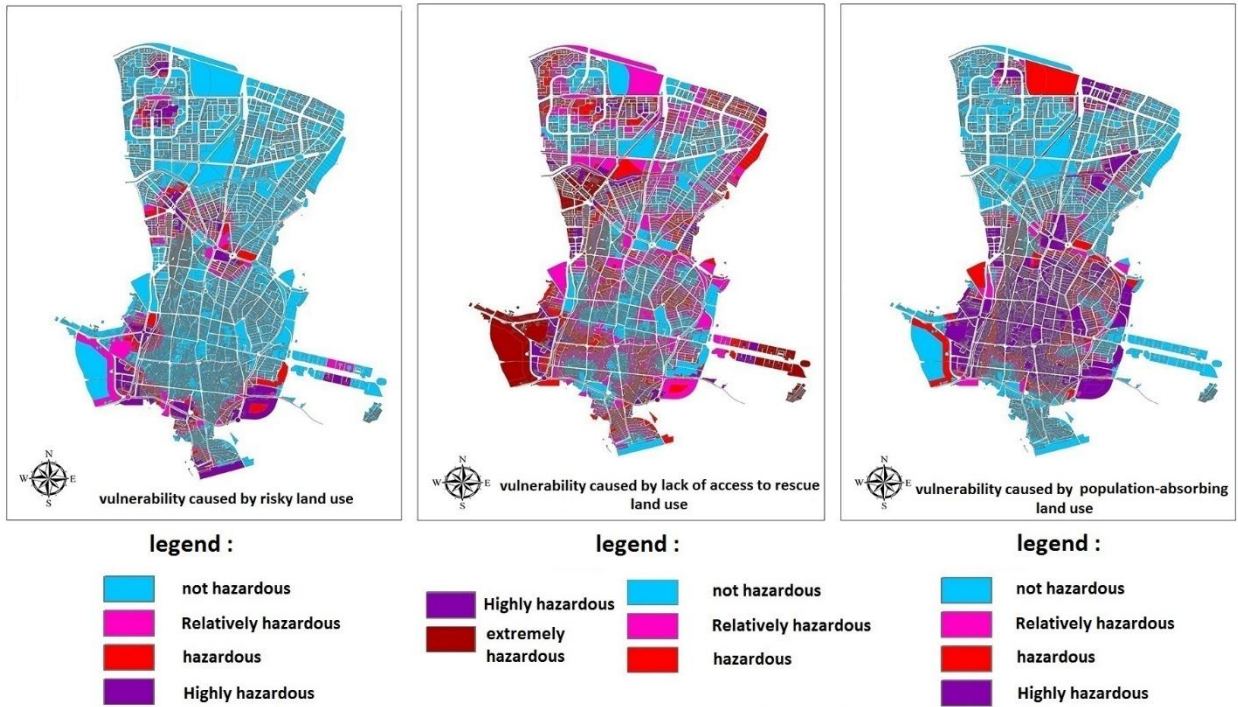 N
W E
S
vulnerability caused by risky land use
N
W E
S
vulnerability caused by lack of access to rescue
land use
N
W E
S
vulnerability caused by population-absorbing
land use
legend :
not hazardous
Relatively hazardous
hazardous
Highly hazardous
legend :
Highly hazardous
extremely
hazardous
not hazardous
Relatively hazardous
hazardous
legend :
not hazardous
Relatively hazardous
hazardous
Highly hazardous